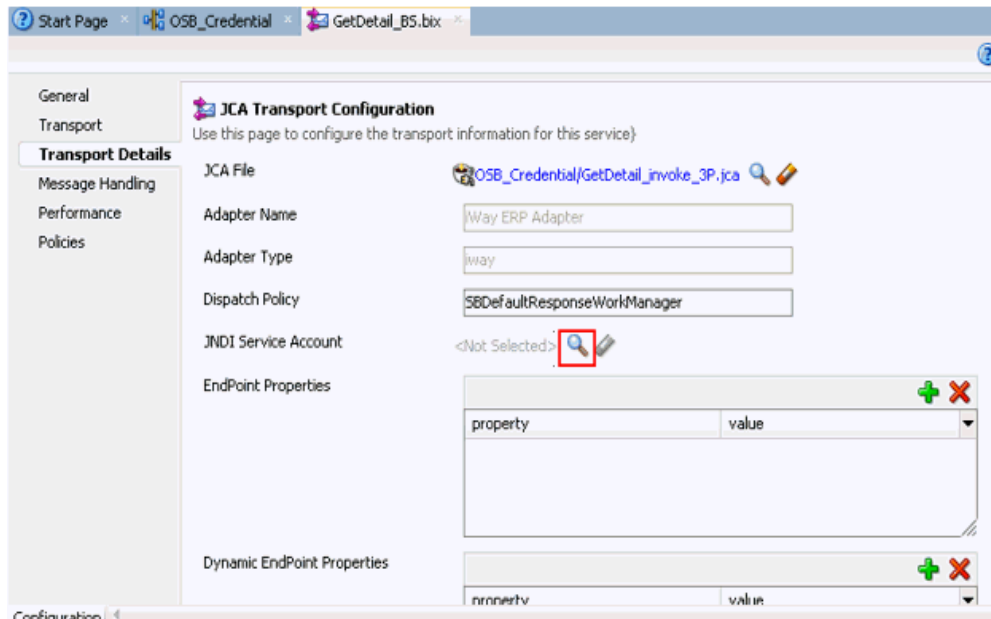 Start Page OSB_Credential GetDetail_BS.bix
General
Transport
Transport Details
Message Handling
Performance
Policies
JCA Transport Configuration
Use this page to configure the transport information for this service}
JCA File OSB_Credential/GetDetail_invoke_3P.jca
Adapter Name iWay ERP Adapter
Adapter Type iway
Dispatch Policy SBDefaultResponseWorkManager
JNDI Service Account <Not Selected>
EndPoint Properties
property value
Dynamic EndPoint Properties
property value
Configuration